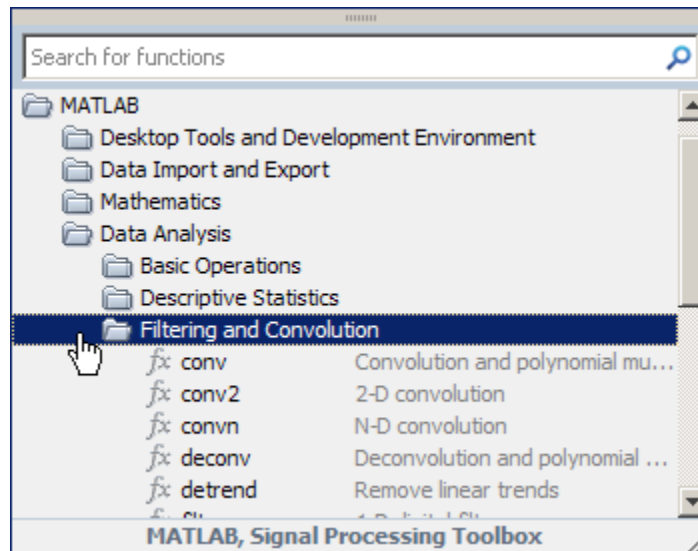 Search for functions
MATLAB
Desktop Tools and Development Environment
Data Import and Export
Mathematics
Data Analysis
Basic Operations
Descriptive Statistics
Filtering and Convolution
fx conv Convolution and polynomial mu...
fx conv2 2-D convolution
fx convn N-D convolution
fx deconv Deconvolution and polynomial ...
fx detrend Remove linear trends
MATLAB, Signal Processing Toolbox